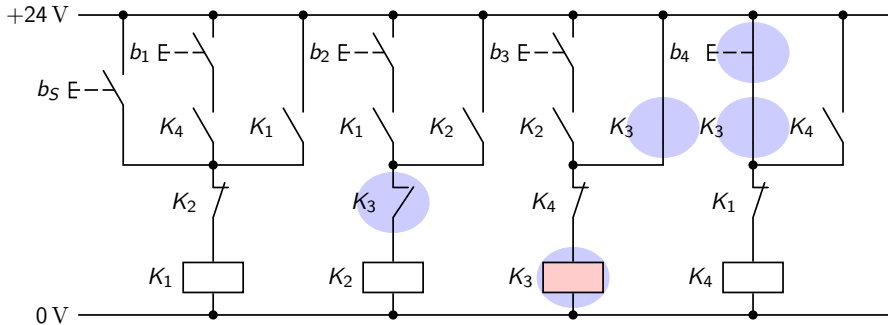 +24 V
b1 b2 b3 b4
bS
K4 K1 K1 K2 K2 K3 K3 K4
K2 K3 K4 K1
K1 K2 K3 K4
0 V